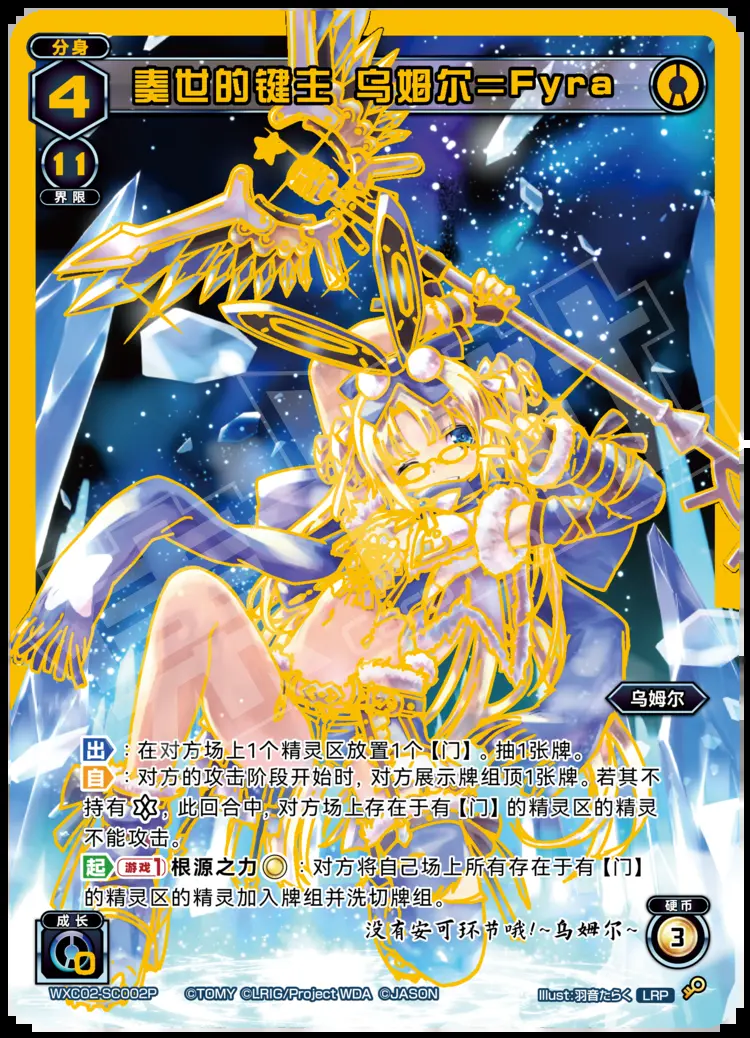 分身
4
奏世的键主 乌姆尔=Fyra
11
界限
乌姆尔
出：在对方场上1个精灵区放置1个【门】。抽1张牌。
自：对方的攻击阶段开始时，对方展示牌组顶1张牌。若其不
持有，此回合中，对方场上存在于有【门】的精灵区的精灵
不能攻击。
起 游戏1 根源之力：对方将自己场上所有存在于有【门】
的精灵区的精灵加入牌组并洗切牌组。
没有安可环节哦!~乌姆尔~
成长
0
硬币
3
WXC02-SC002P ©TOMY ©LRIG/Project WDA ©JASON Illust:羽音たらく LRP